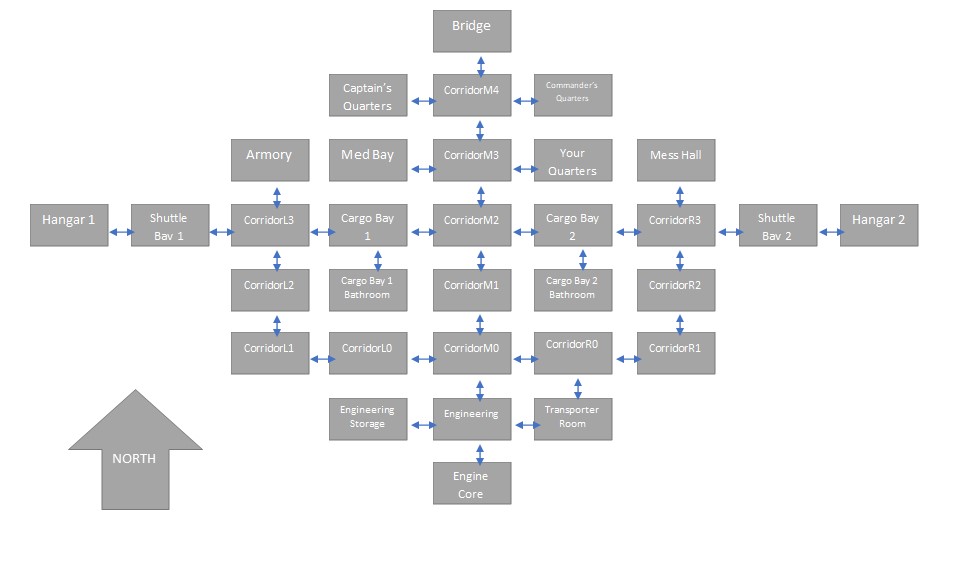 Bridge
Captain's
Quarters
CorridorM4
Commander's
Quarters
Armory
Med Bay
CorridorM3
Your
Quarters
Mess Hall
Hangar 1
Shuttle
Bay 1
CorridorL3
Cargo Bay
1
CorridorM2
Cargo Bay
2
CorridorR3
Shuttle
Bay 2
Hangar 2
CorridorL2
Cargo Bay 1
Bathroom
CorridorM1
Cargo Bay 2
Bathroom
CorridorR2
CorridorL1
CorridorL0
CorridorM0
CorridorR0
CorridorR1
Engineering
Storage
Engineering
Transporter
Room
NORTH
Engine
Core